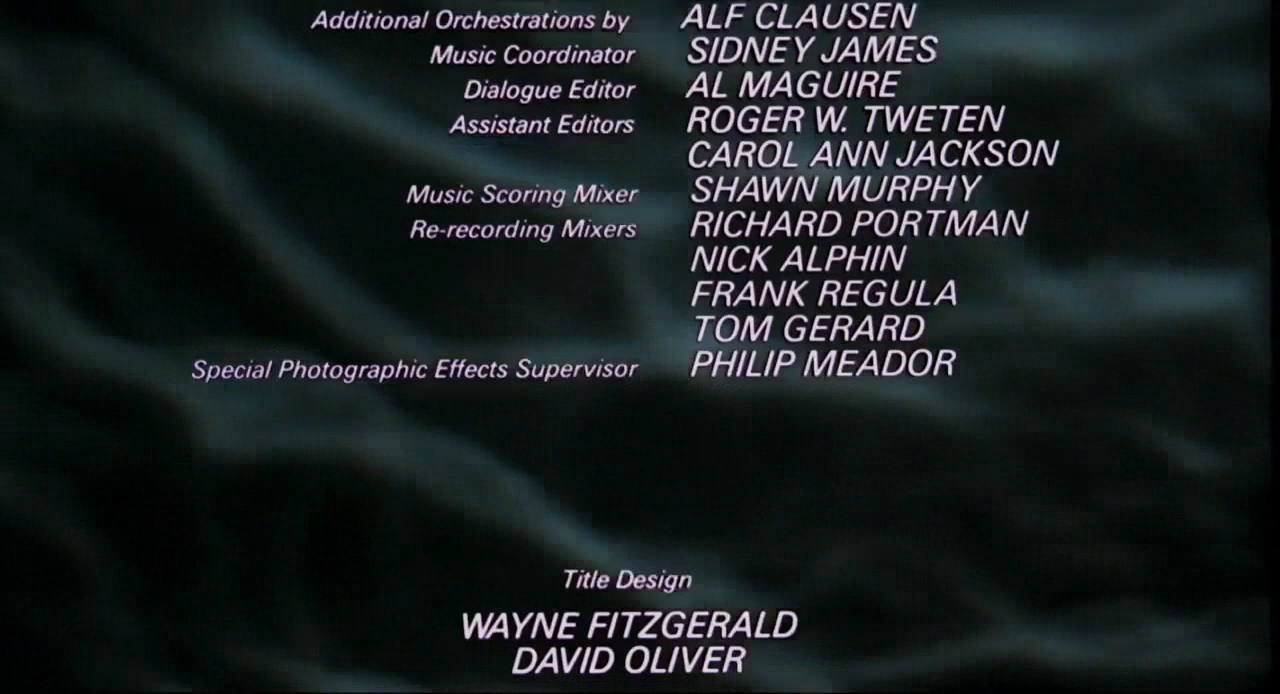 Additional Orchestrations by ALF CLAUSEN
Music Coordinator SIDNEY JAMES
Dialogue Editor AL MAGUIRE
Assistant Editors ROGER W. TWETEN
CAROL ANN JACKSON
Music Scoring Mixer SHAWN MURPHY
Re-recording Mixers RICHARD PORTMAN
NICK ALPHIN
FRANK REGULA
TOM GERARD
Special Photographic Effects Supervisor PHILIP MEADOR
Title Design
WAYNE FITZGERALD
DAVID OLIVER